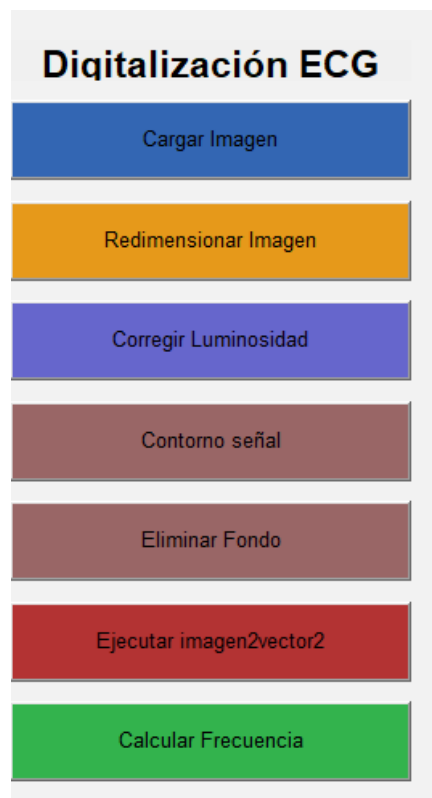 Digitalización ECG
Cargar Imagen
Redimensionar Imagen
Corregir Luminosidad
Contorno señal
Eliminar Fondo
Ejecutar imagen2vector2
Calcular Frecuencia